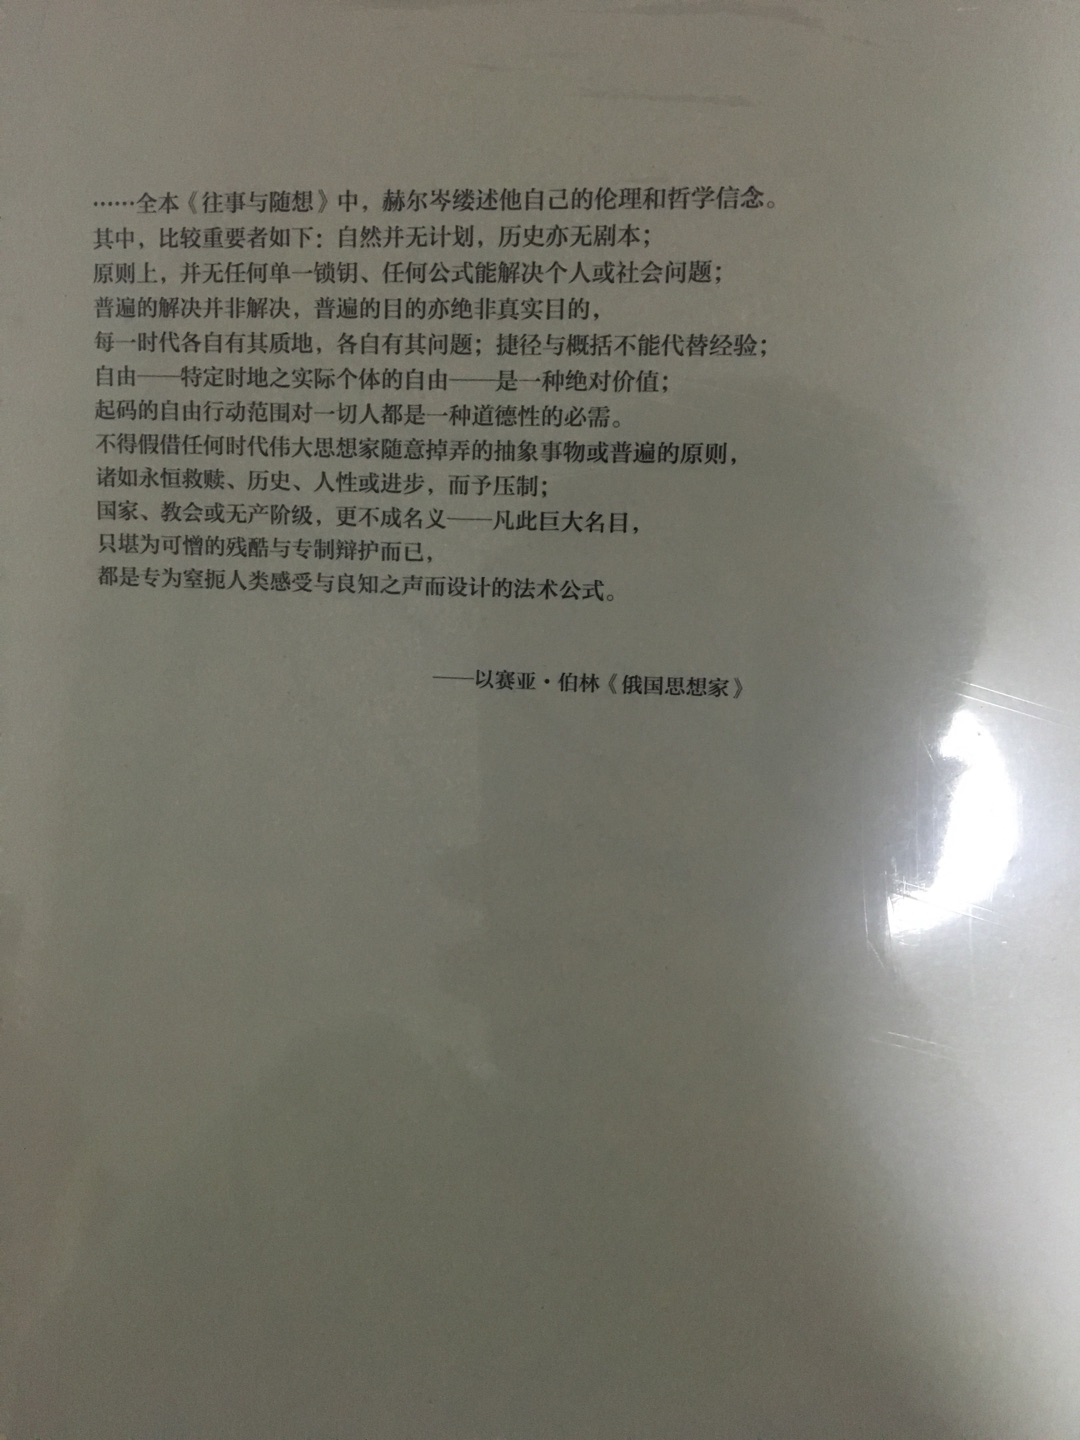 ……全本《往事与随想》中，赫尔岑缕述他自己的伦理和哲学信念。
其中，比较重要者如下：自然并无计划，历史亦无剧本；
原则上，并无任何单一锁钥、任何公式能解决个人或社会问题；
普遍的解决并非解决，普遍的目的亦绝非真实目的，
每一时代各自有其质地，各自有其问题；捷径与概括不能代替经验；
自由——特定时地之实际个体的自由——是一种绝对价值；
起码的自由行动范围对一切人都是一种道德性的必需。
不得假借任何时代伟大思想家随意掉弄的抽象事物或普遍的原则，
诸如永恒救赎、历史、人性或进步，而予压制；
国家、教会或无产阶级，更不成名义——凡此巨大名目，
只堪为可憎的残酷与专制辩护而已，
都是专为窒扼人类感受与良知之声而设计的法术公式。
——以赛亚·伯林《俄国思想家》